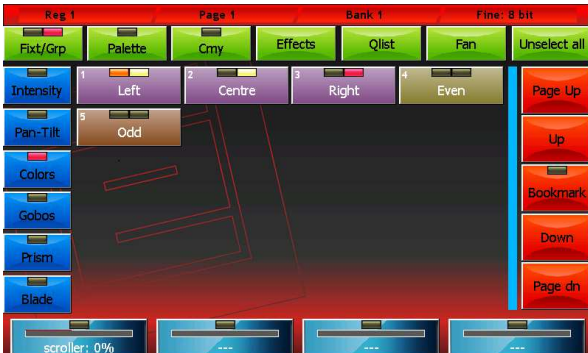 Reg 1 Page 1 Bank 1 Fine: 8 bit
Fixt/Grp Palette Cmy Effects Qlist Fan Unselect all
Intensity 1 Left 2 Centre 3 Right 4 Even Page Up
Pan-Tilt 5 Odd Up
Colors Bookmark
Gobos
Prism Down
Blade Page dn
scroller: 0% --- --- ---